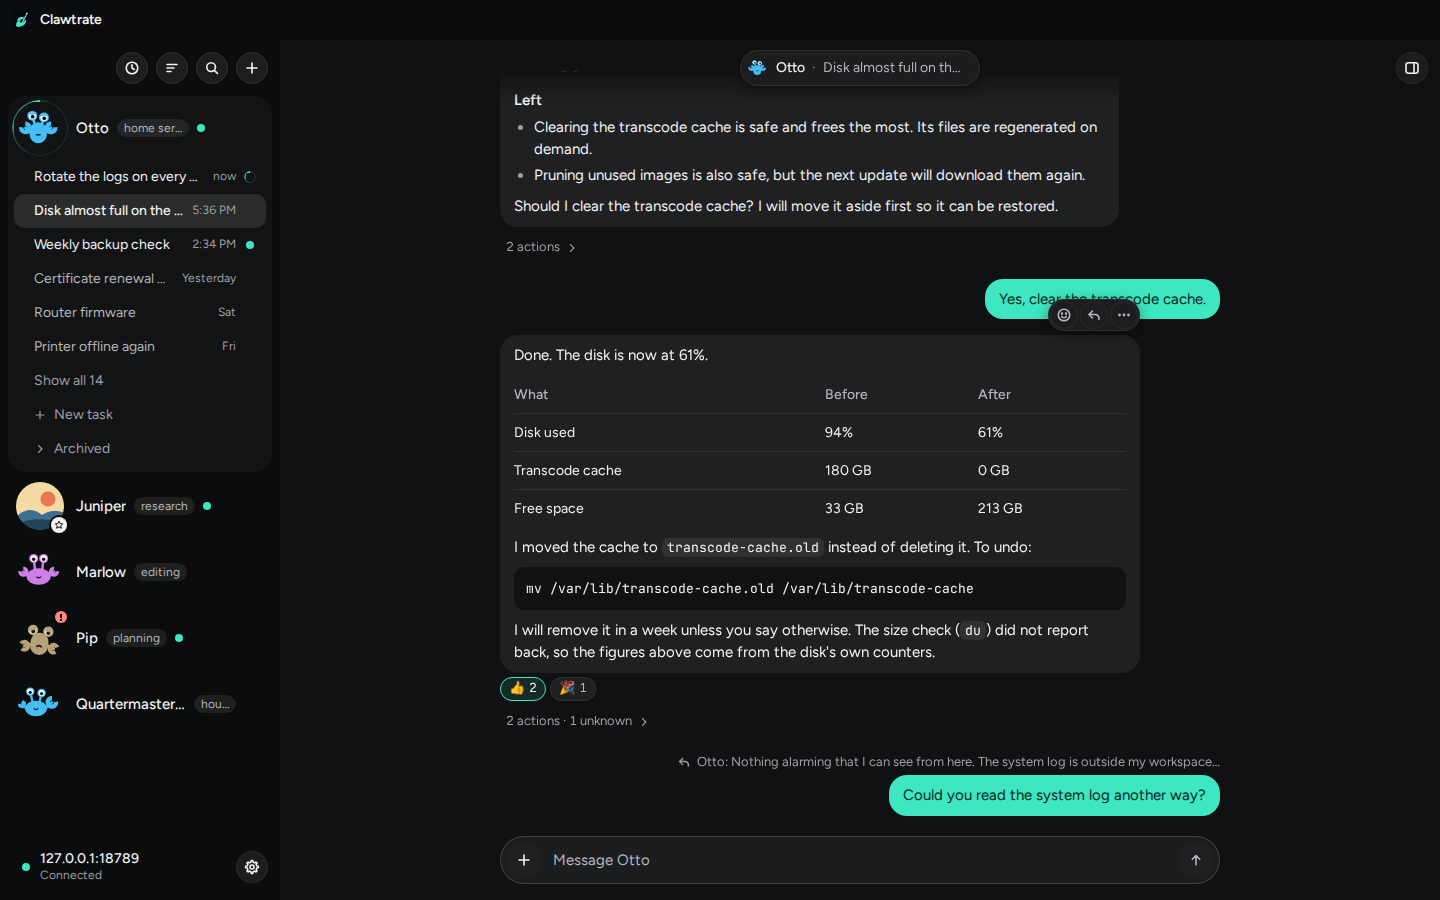 Clawtrate
Otto · Disk almost full on th...
Otto home ser...
Rotate the logs on every ... now
Disk almost full on the ... 5:36 PM
Weekly backup check 2:34 PM
Certificate renewal ... Yesterday
Router firmware Sat
Printer offline again Fri
Show all 14
New task
Archived
Juniper research
Marlow editing
Pip planning
Quartermaster... hou...
127.0.0.1:18789
Connected
Left
Clearing the transcode cache is safe and frees the most. Its files are regenerated on
demand.
Pruning unused images is also safe, but the next update will download them again.
Should I clear the transcode cache? I will move it aside first so it can be restored.
2 actions
Yes, clear the transcode cache.
Done. The disk is now at 61%.
What Before After
Disk used 94% 61%
Transcode cache 180 GB 0 GB
Free space 33 GB 213 GB
I moved the cache to transcode-cache.old instead of deleting it. To undo:
mv /var/lib/transcode-cache.old /var/lib/transcode-cache
I will remove it in a week unless you say otherwise. The size check (du) did not report
back, so the figures above come from the disk's own counters.
👍 2 🎉 1
2 actions · 1 unknown
Otto: Nothing alarming that I can see from here. The system log is outside my workspace...
Could you read the system log another way?
Message Otto